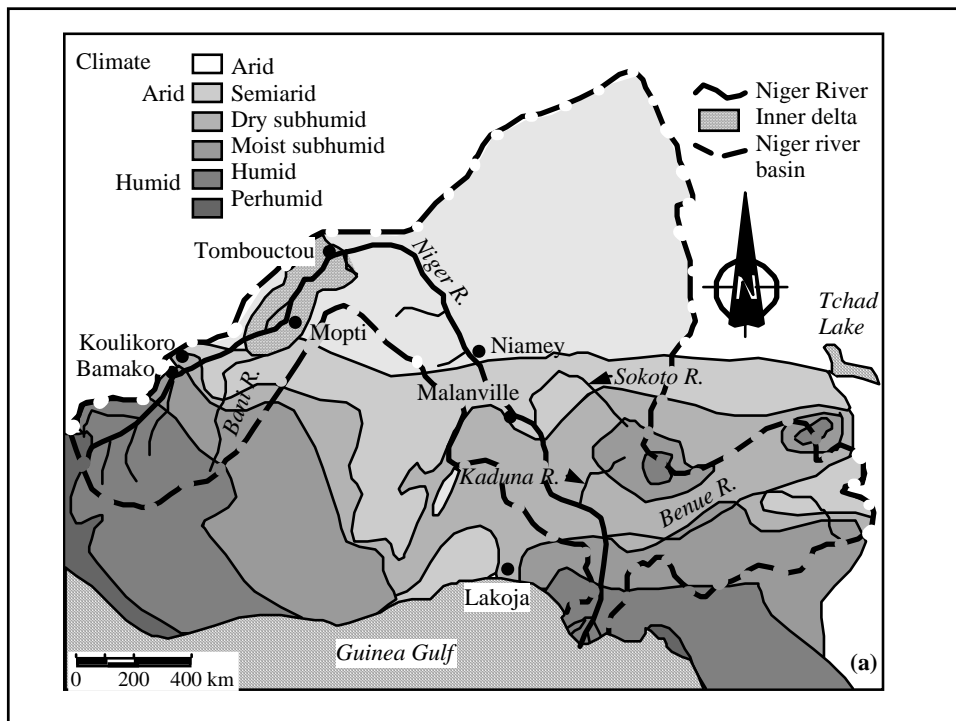 Climate
Arid
Arid
Semiarid
Dry subhumid
Moist subhumid
Humid
Humid
Perhumid
Niger River
Inner delta
Niger river
basin
N
Tombouctou
Niger R.
Tchad
Lake
Koulikoro
Mopti
Bamako
Niamey
Bani R.
Malanville
Sokoto R.
Kaduna R.
Benue R.
Lakoja
Guinea Gulf
(a)
0 200 400 km